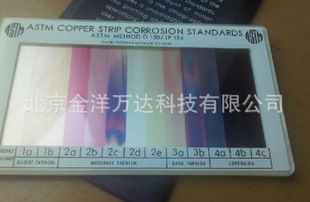 ASTM
ASTM COPPER STRIP CORROSION STANDARDS
ASTM
ASTM METHOD D 130/IP 154
北京金洋万达科技有限公司
1a 1b 2a 2b 2c 2d 2e 3a 3b 4a 4b 4c
SLIGHT TARNISH MODERATE TARNISH DARK TARNISH CORROSION